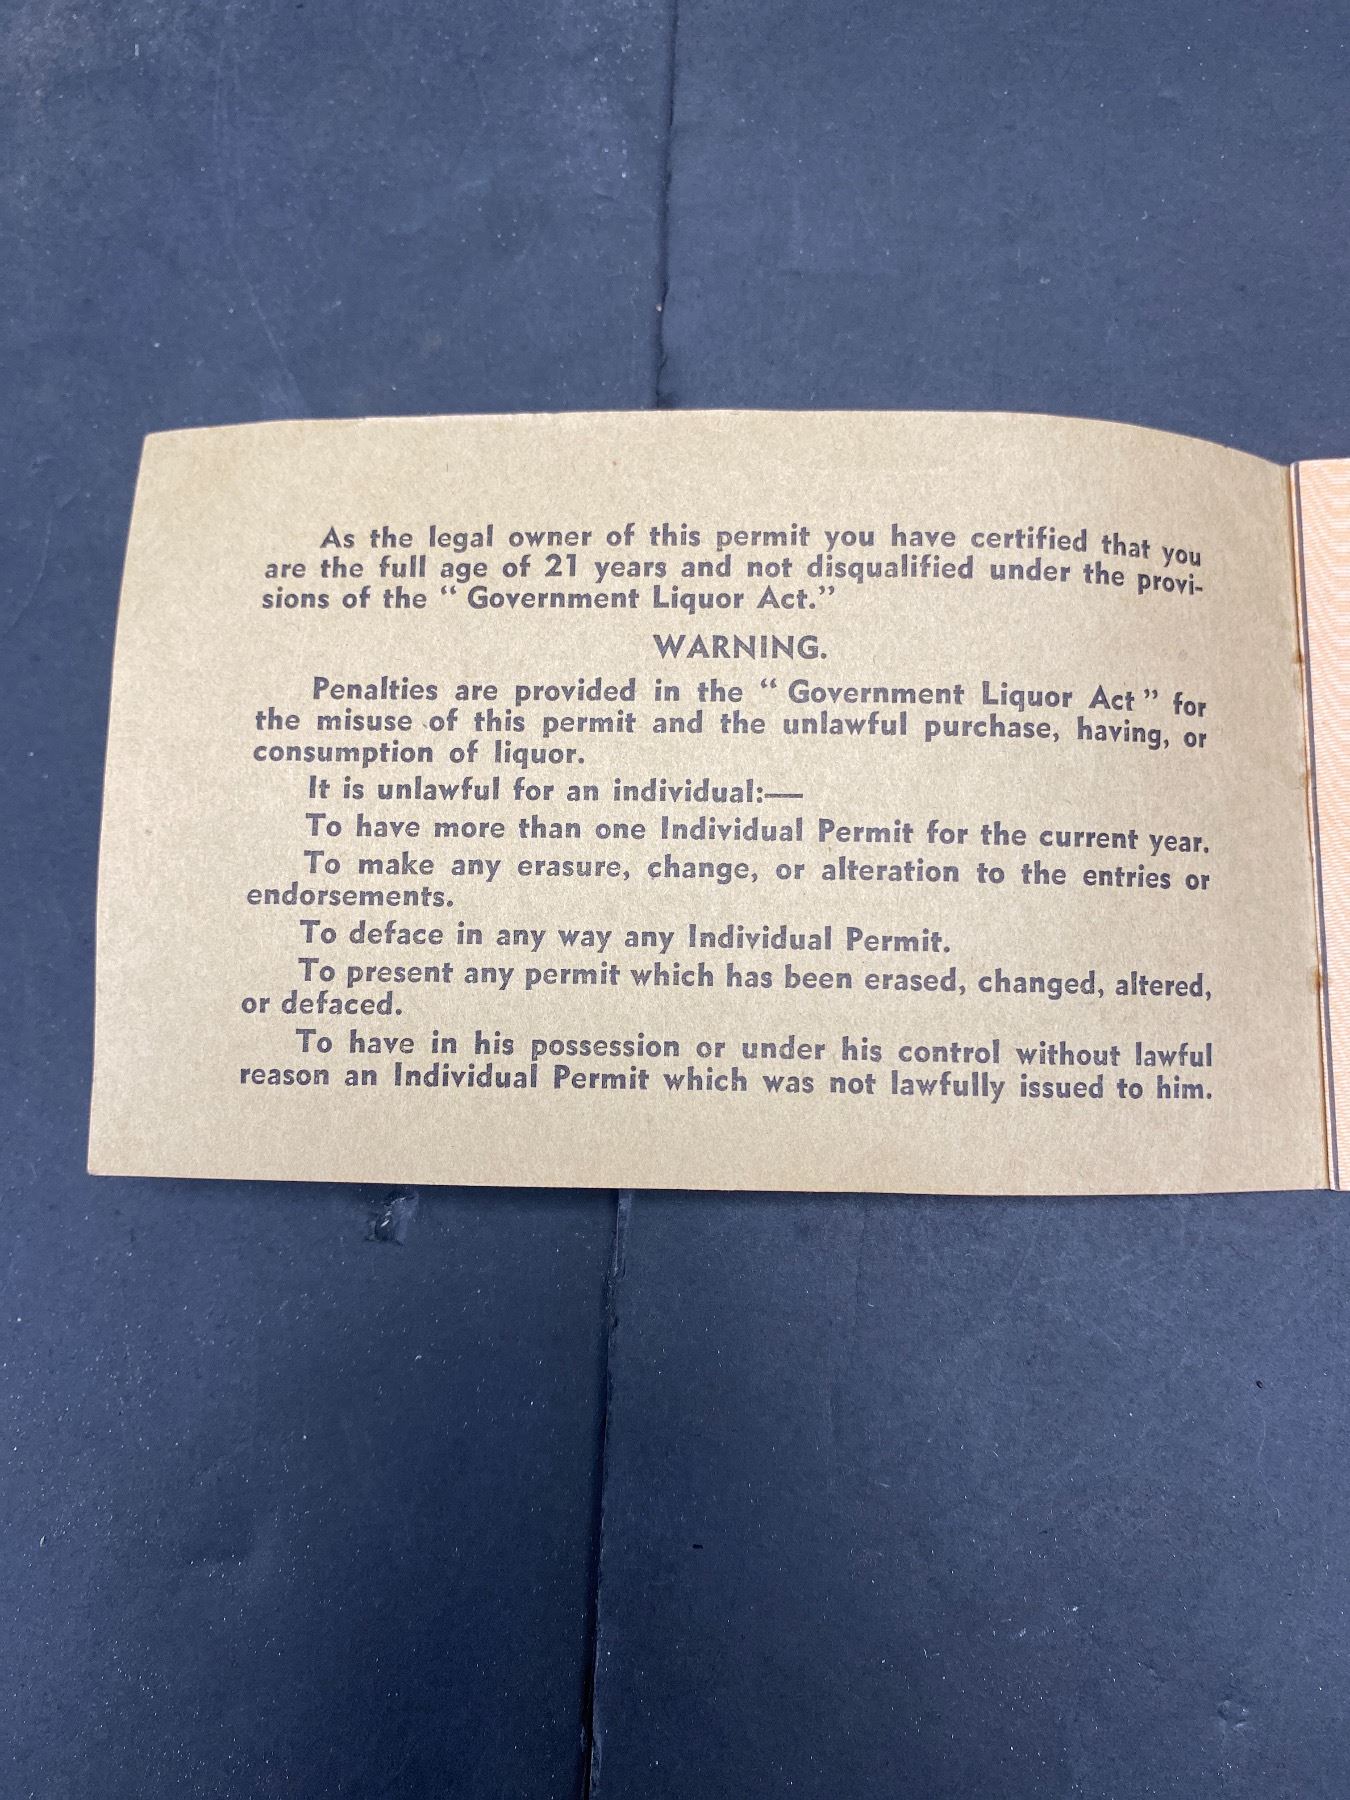 As the legal owner of this permit you have certified that you
are the full age of 21 years and not disqualified under the provi-
sions of the “ Government Liquor Act.”
WARNING.
Penalties are provided in the “ Government Liquor Act ” for
the misuse of this permit and the unlawful purchase, having, or
consumption of liquor.
It is unlawful for an individual:—
To have more than one Individual Permit for the current year.
To make any erasure, change, or alteration to the entries or
endorsements.
To deface in any way any Individual Permit.
To present any permit which has been erased, changed, altered,
or defaced.
To have in his possession or under his control without lawful
reason an Individual Permit which was not lawfully issued to him.